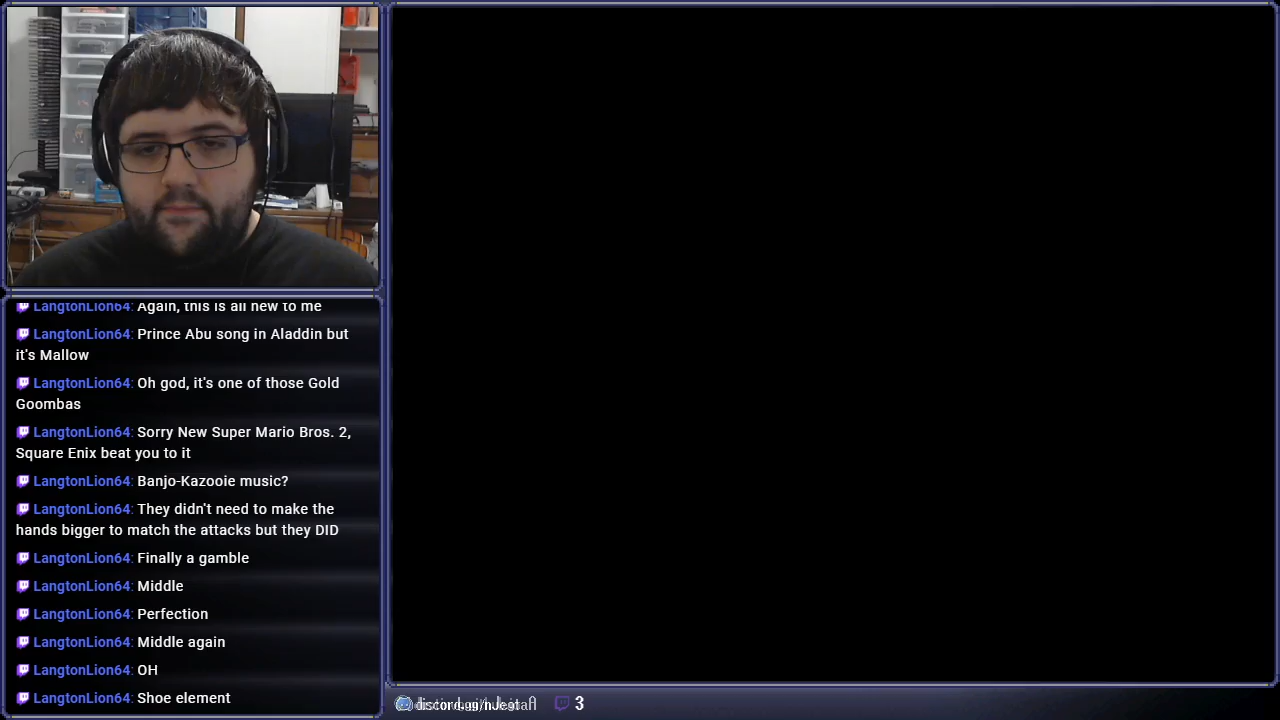 LangtonLion64: Again, this is all new to me
LangtonLion64: Prince Abu song in Aladdin but
it's Mallow
LangtonLion64: Oh god, it's one of those Gold
Goombas
LangtonLion64: Sorry New Super Mario Bros. 2,
Square Enix beat you to it
LangtonLion64: Banjo-Kazooie music?
LangtonLion64: They didn't need to make the
hands bigger to match the attacks but they DID
LangtonLion64: Finally a gamble
LangtonLion64: Middle
LangtonLion64: Perfection
LangtonLion64: Middle again
LangtonLion64: OH
LangtonLion64: Shoe element
3